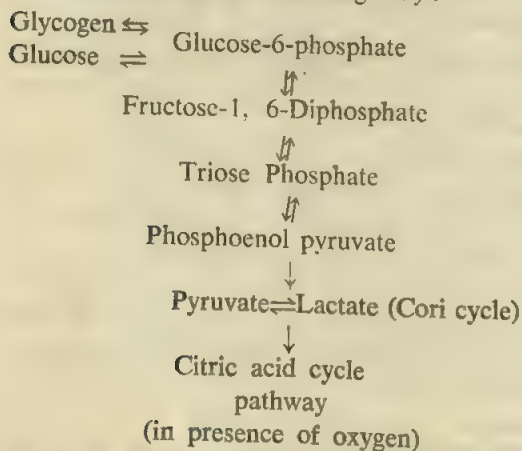 Glycogen ⇆
Glucose ⇌ Glucose-6-phosphate
⇵
Fructose-1, 6-Diphosphate
⇵
Triose Phosphate
⇵
Phosphoenol pyruvate
↓
Pyruvate⇌Lactate (Cori cycle)
↓
Citric acid cycle
pathway
(in presence of oxygen)